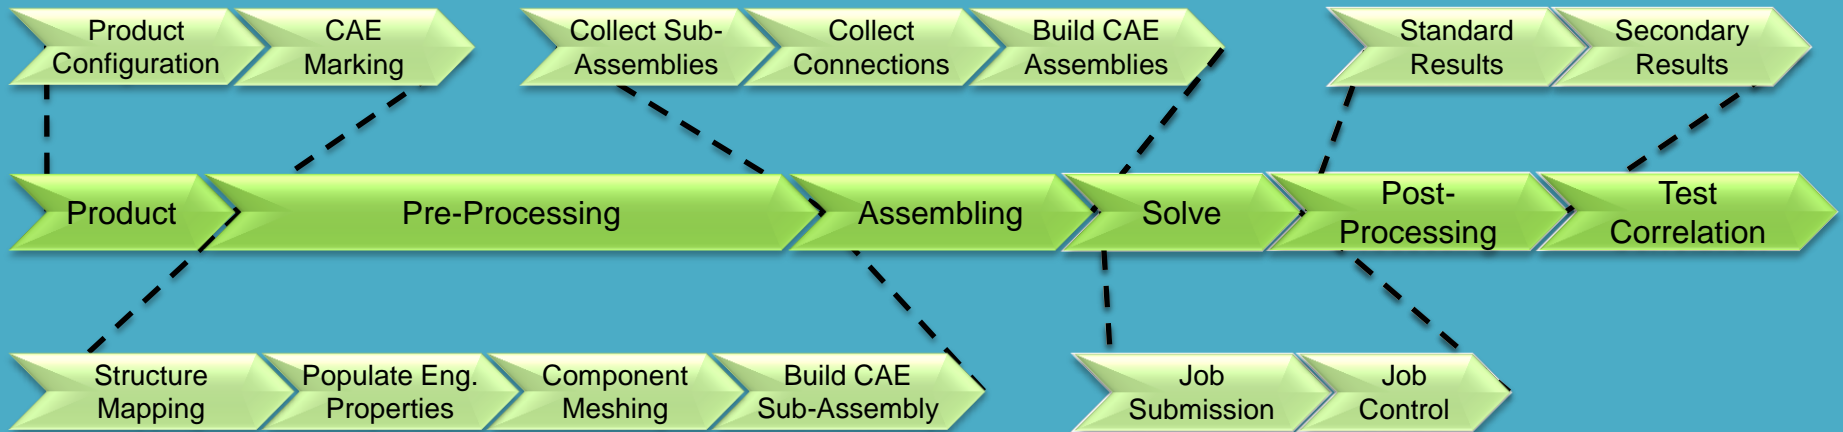 Product
Configuration
CAE
Marking
Collect Sub-
Assemblies
Collect
Connections
Build CAE
Assemblies
Standard
Results
Secondary
Results
Product
Pre-Processing
Assembling
Solve
Post-
Processing
Test
Correlation
Structure
Mapping
Populate Eng.
Properties
Component
Meshing
Build CAE
Sub-Assembly
Job
Submission
Job
Control